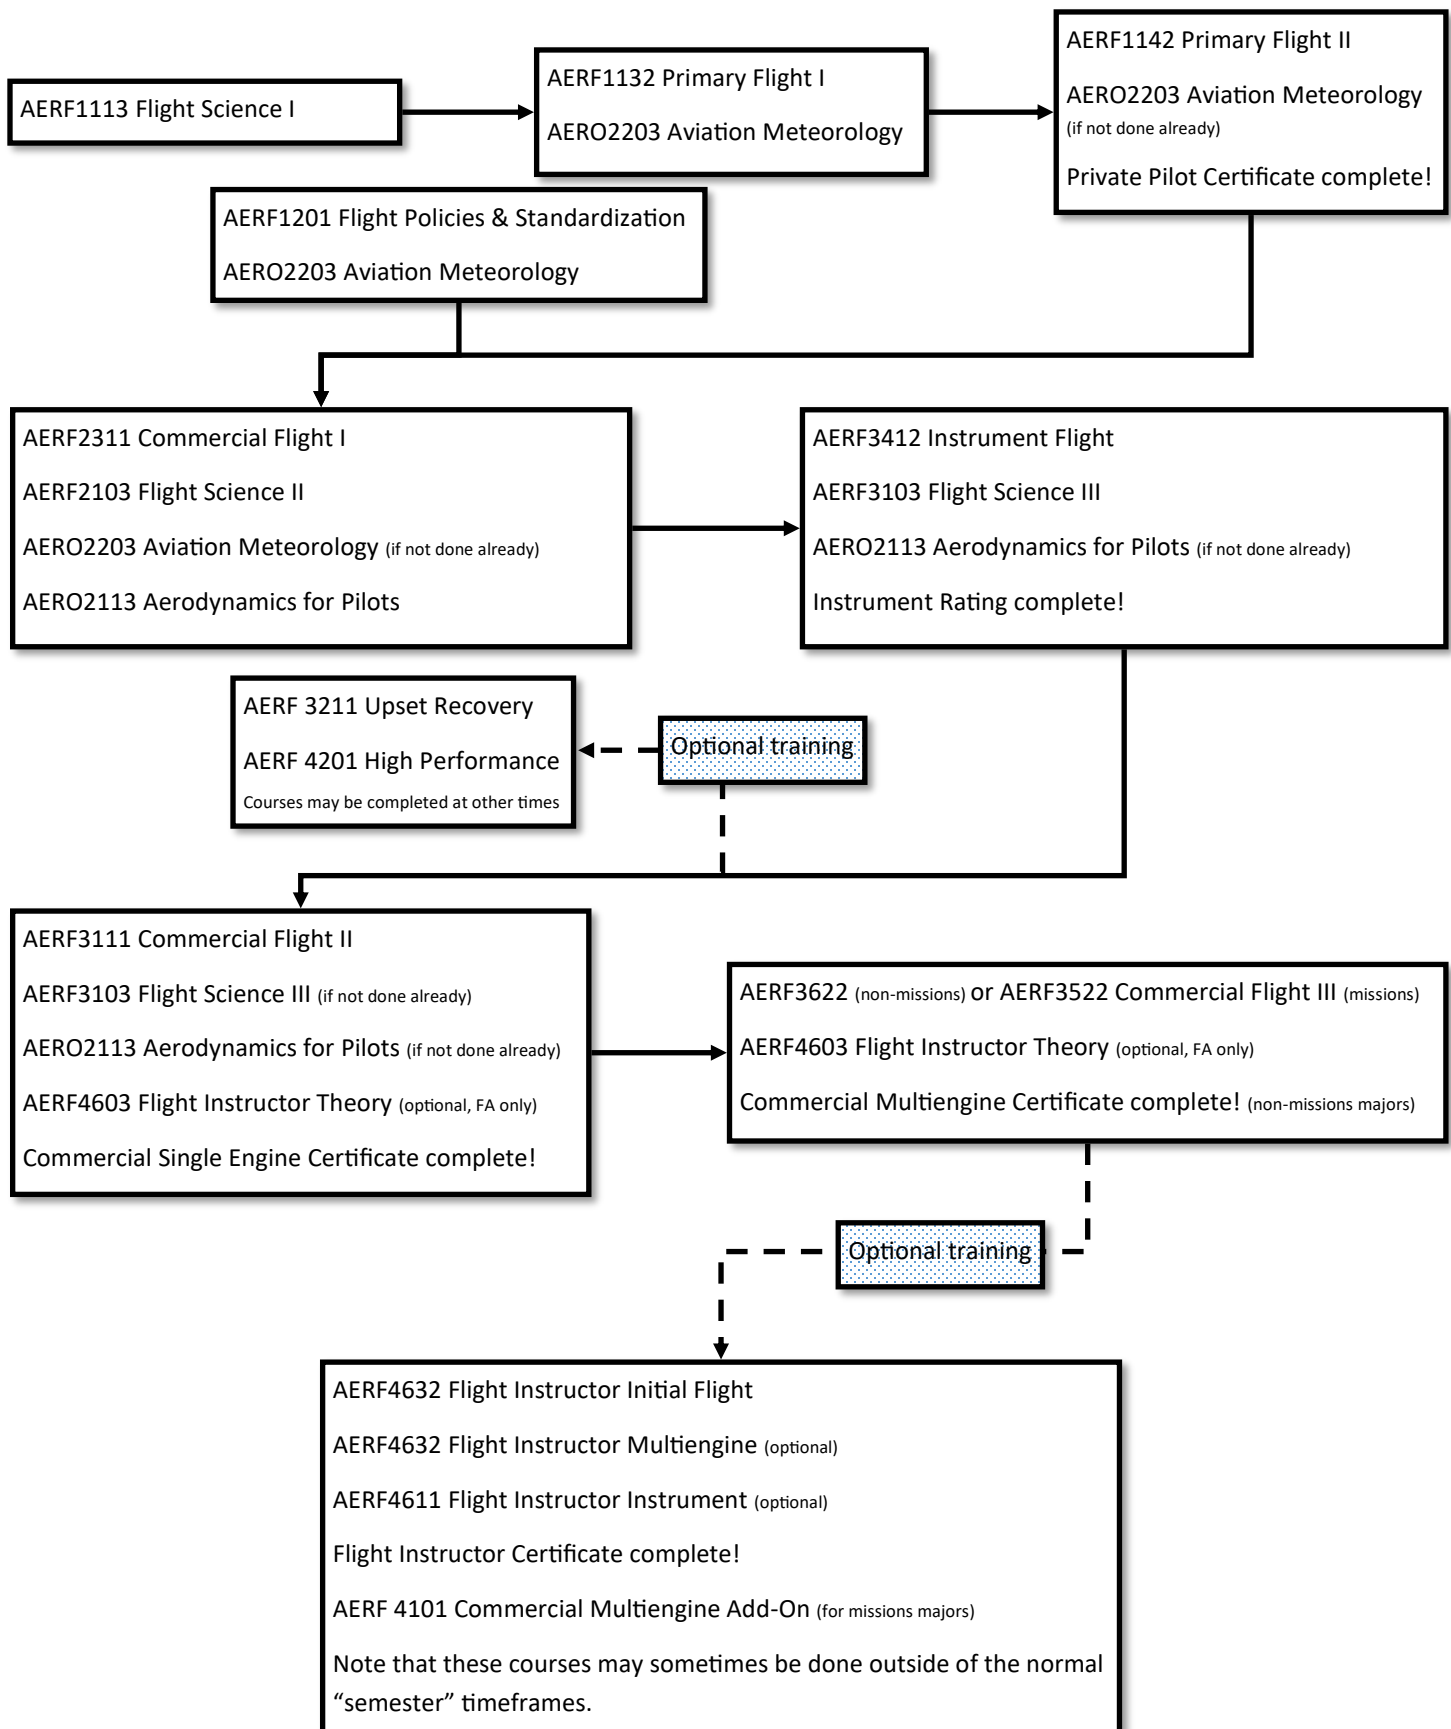 AERF1113 Flight Science I
AERF1132 Primary Flight I
AERO2203 Aviation Meteorology
AERF1142 Primary Flight II
AERO2203 Aviation Meteorology
(if not done already)
Private Pilot Certificate complete!
AERF1201 Flight Policies & Standardization
AERO2203 Aviation Meteorology
AERF2311 Commercial Flight I
AERF2103 Flight Science II
AERO2203 Aviation Meteorology (if not done already)
AERO2113 Aerodynamics for Pilots
AERF3412 Instrument Flight
AERF3103 Flight Science III
AERO2113 Aerodynamics for Pilots (if not done already)
Instrument Rating complete!
AERF 3211 Upset Recovery
AERF 4201 High Performance
Courses may be completed at other times
Optional training
AERF3111 Commercial Flight II
AERF3103 Flight Science III (if not done already)
AERO2113 Aerodynamics for Pilots (if not done already)
AERF4603 Flight Instructor Theory (optional, FA only)
Commercial Single Engine Certificate complete!
AERF3622 (non-missions) or AERF3522 Commercial Flight III (missions)
AERF4603 Flight Instructor Theory (optional, FA only)
Commercial Multiengine Certificate complete! (non-missions majors)
Optional training
AERF4632 Flight Instructor Initial Flight
AERF4632 Flight Instructor Multiengine (optional)
AERF4611 Flight Instructor Instrument (optional)
Flight Instructor Certificate complete!
AERF 4101 Commercial Multiengine Add-On (for missions majors)
Note that these courses may sometimes be done outside of the normal
“semester” timeframes.